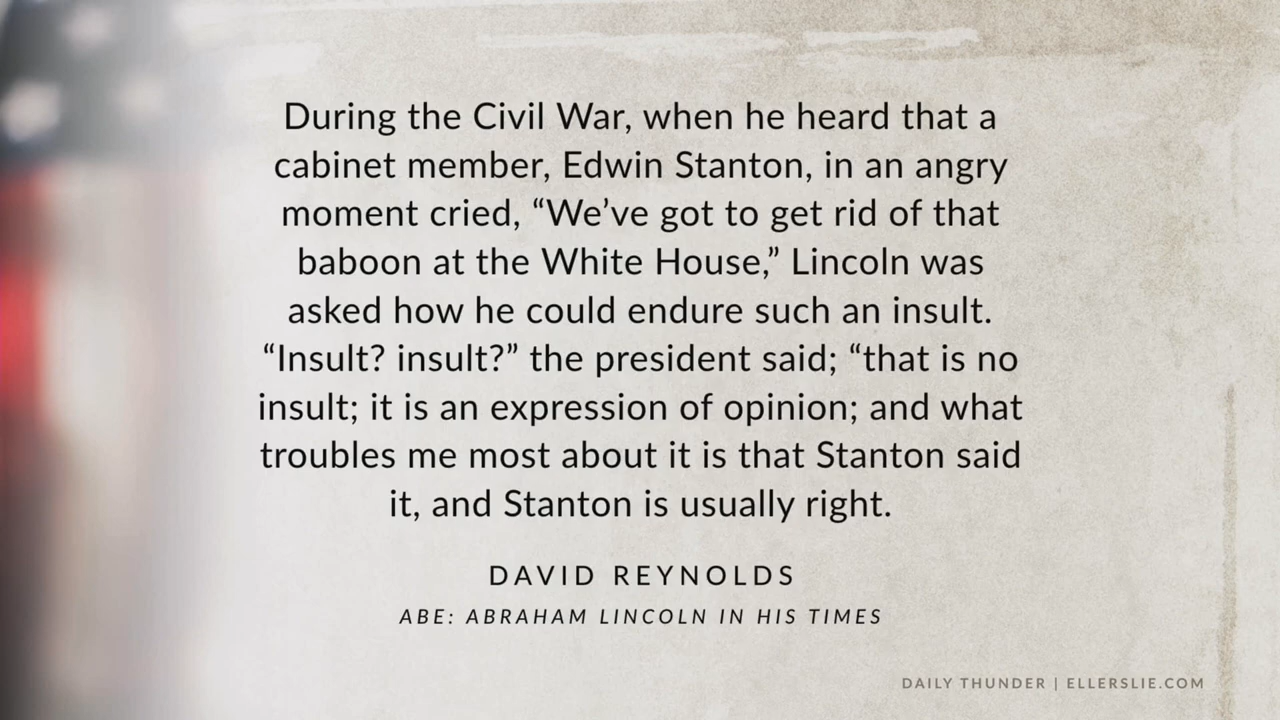 During the Civil War, when he heard that a
cabinet member, Edwin Stanton, in an angry
moment cried, “We’ve got to get rid of that
baboon at the White House,” Lincoln was
asked how he could endure such an insult.
“Insult? insult?” the president said; “that is no
insult; it is an expression of opinion; and what
troubles me most about it is that Stanton said
it, and Stanton is usually right.
DAVID REYNOLDS
ABE: ABRAHAM LINCOLN IN HIS TIMES
DAILY THUNDER | ELLERSLIE.COM